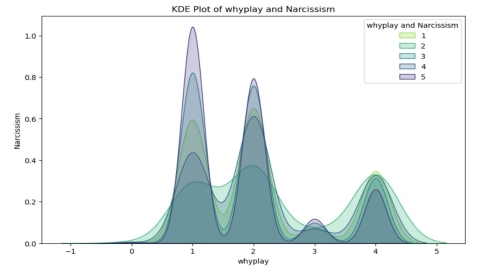 KDE Plot of whyplay and Narcissism
whyplay and Narcissism
1
2
3
4
5
1.0
0.8
0.6
0.4
0.2
0.0
Narcissism
−1 0 1 2 3 4 5
whyplay